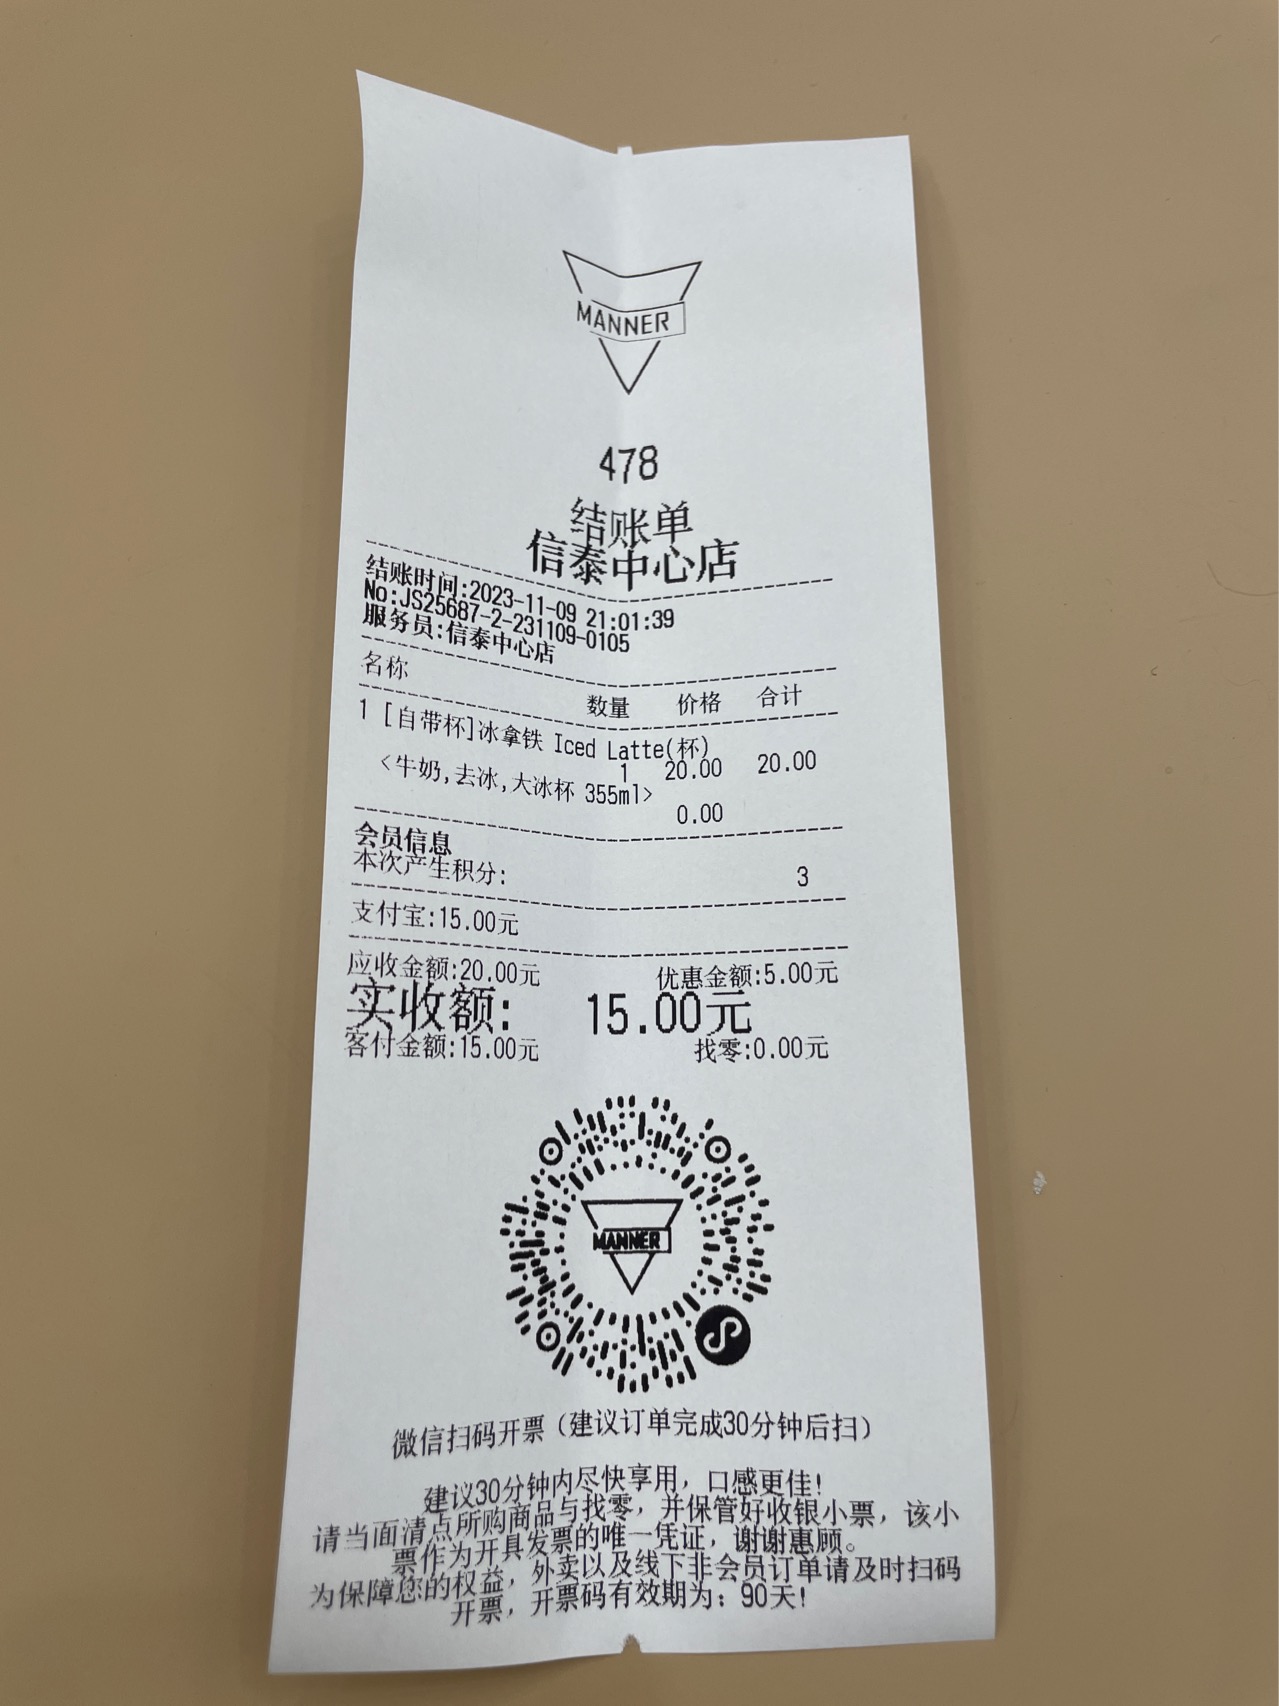 MANNER
478
结账单
信泰中心店
结账时间:2023-11-09 21:01:39
No:JS25687-2-231109-0105
服务员:信泰中心店
名称 数量 价格 合计
1 [自带杯]冰拿铁 Iced Latte(杯)
1 20.00 20.00
<牛奶,去冰,大冰杯 355ml>
0.00
会员信息
本次产生积分: 3
支付宝:15.00元
应收金额:20.00元 优惠金额:5.00元
实收额: 15.00元
客付金额:15.00元 找零:0.00元
MANNER
微信扫码开票（建议订单完成30分钟后扫）
建议30分钟内尽快享用，口感更佳!
请当面清点所购商品与找零，并保管好收银小票，该小
票作为开具发票的唯一凭证，谢谢惠顾。
为保障您的权益，外卖以及线下非会员订单请及时扫码
开票，开票码有效期为：90天!